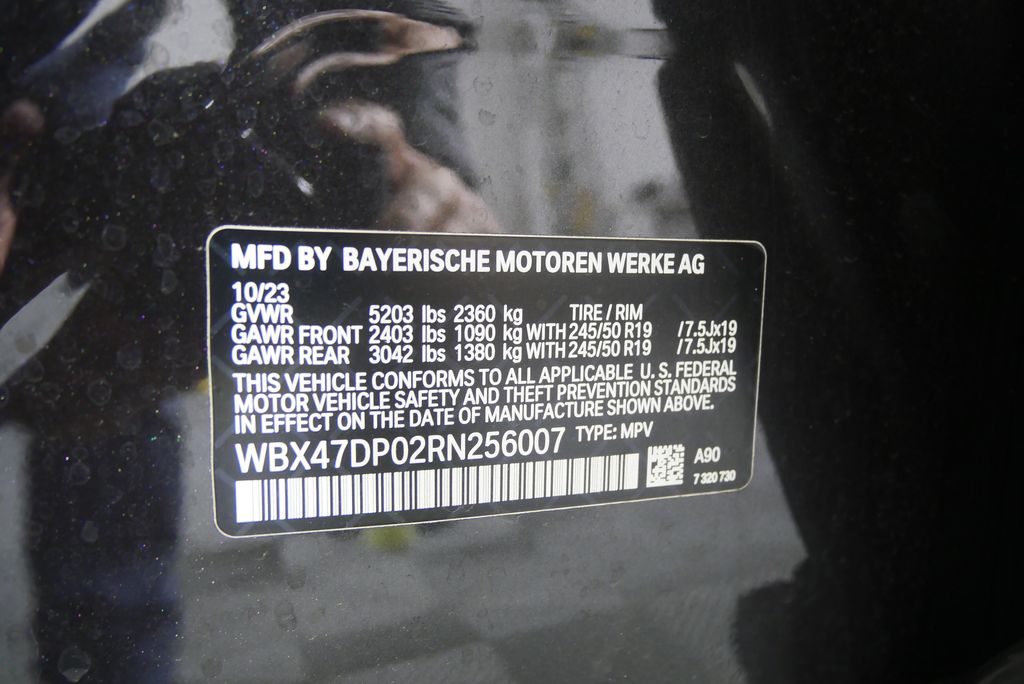 MFD BY BAYERISCHE MOTOREN WERKE AG
10/23
GVWR 5203 lbs 2360 kg TIRE / RIM
GAWR FRONT 2403 lbs 1090 kg WITH 245/50 R19 /7.5Jx19
GAWR REAR 3042 lbs 1380 kg WITH 245/50 R19 /7.5Jx19
THIS VEHICLE CONFORMS TO ALL APPLICABLE U. S. FEDERAL
MOTOR VEHICLE SAFETY AND THEFT PREVENTION STANDARDS
IN EFFECT ON THE DATE OF MANUFACTURE SHOWN ABOVE.
WBX47DP02RN256007 TYPE: MPV
A90
7 320 730